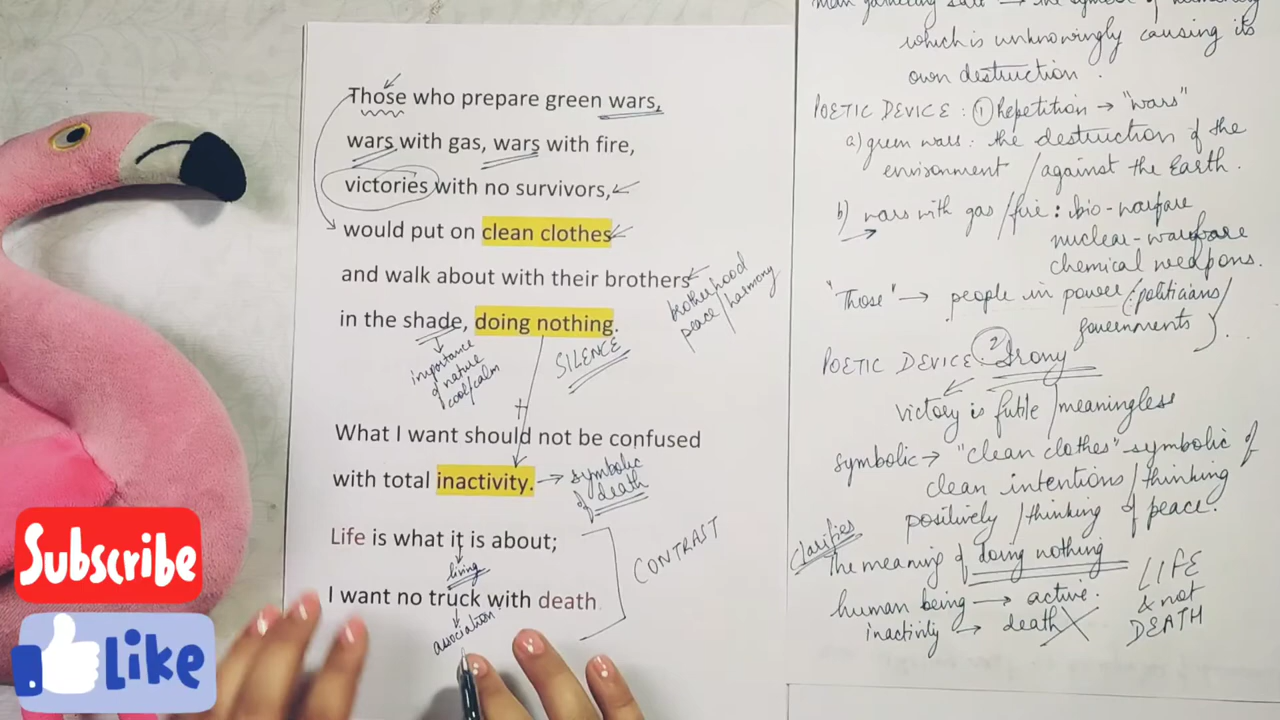 Those who prepare green wars,
wars with gas, wars with fire,
victories with no survivors,
would put on clean clothes
and walk about with their brothers
brotherhood
peace/harmony
in the shade, doing nothing.
importance
of nature
cool/calm
SILENCE
What I want should not be confused
with total inactivity.
symbolic
of death
Life is what it is about;
living
I want no truck with death
association
CONTRAST
which is unknowingly causing its
own destruction.
POETIC DEVICE: ① Repetition → "wars"
a) green wars: the destruction of the
environment / against the Earth.
b) wars with gas/fire: bio-warfare
nuclear-warfare
chemical weapons.
"Those" → people in power (politicians/
governments).
POETIC DEVICE: ② Irony
victory is futile/meaningless
symbolic → "clean clothes" symbolic of
clean intentions/thinking
positively/thinking of peace.
Clarifies
The meaning of doing nothing
human being → active.
inactivity → death
LIFE
& not
DEATH
Subscribe
Like